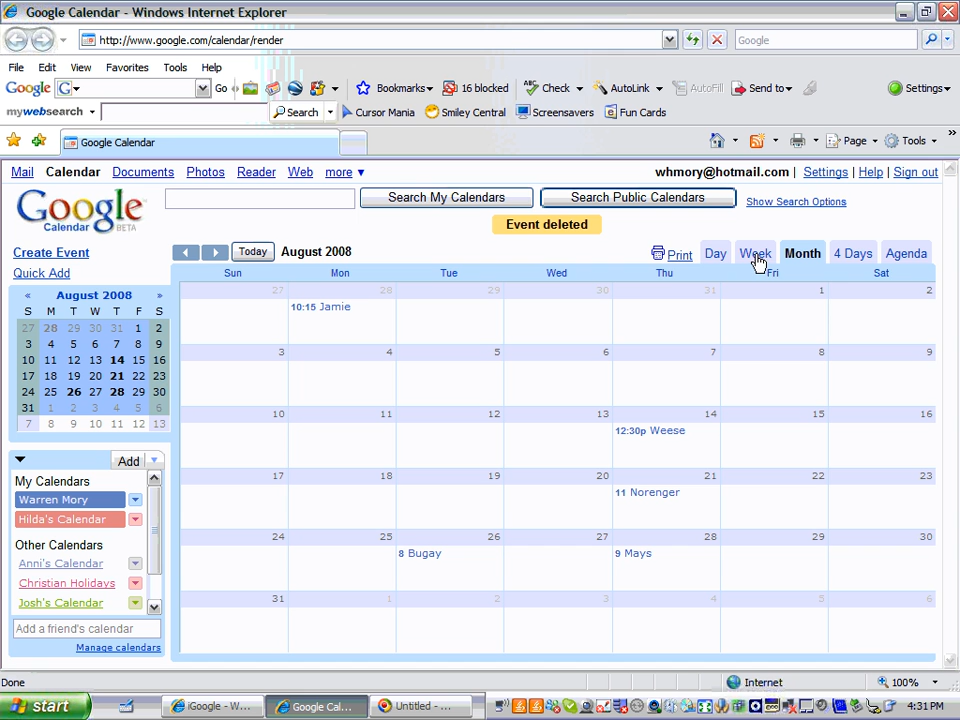 Google Calendar - Windows Internet Explorer
http://www.google.com/calendar/render
Google
File Edit View Favorites Tools Help
Google G Go Bookmarks 16 blocked Check AutoLink AutoFill Send to Settings
mywebsearch Search Cursor Mania Smiley Central Screensavers Fun Cards
Google Calendar Page Tools
Mail Calendar Documents Photos Reader Web more whmory@hotmail.com | Settings | Help | Sign out
Google Calendar BETA
Search My Calendars Search Public Calendars Show Search Options
Event deleted
Create Event
Quick Add
Today August 2008 Print Day Week Month 4 Days Agenda
Sun Mon Tue Wed Thu Fri Sat
27 28 29 30 31 1 2
10:15 Jamie
3 4 5 6 7 8 9
10 11 12 13 14 15 16
12:30p Weese
17 18 19 20 21 22 23
11 Norenger
24 25 26 27 28 29 30
8 Bugay 9 Mays
31 1 2 3 4 5 6
« August 2008 »
S M T W T F S
27 28 29 30 31 1 2
3 4 5 6 7 8 9
10 11 12 13 14 15 16
17 18 19 20 21 22 23
24 25 26 27 28 29 30
31 1 2 3 4 5 6
7 8 9 10 11 12 13
Add
My Calendars
Warren Mory
Hilda's Calendar
Other Calendars
Anni's Calendar
Christian Holidays
Josh's Calendar
Add a friend's calendar
Manage calendars
Done Internet 100%
start iGoogle - W... Google Cal... Untitled - ... 4:31 PM